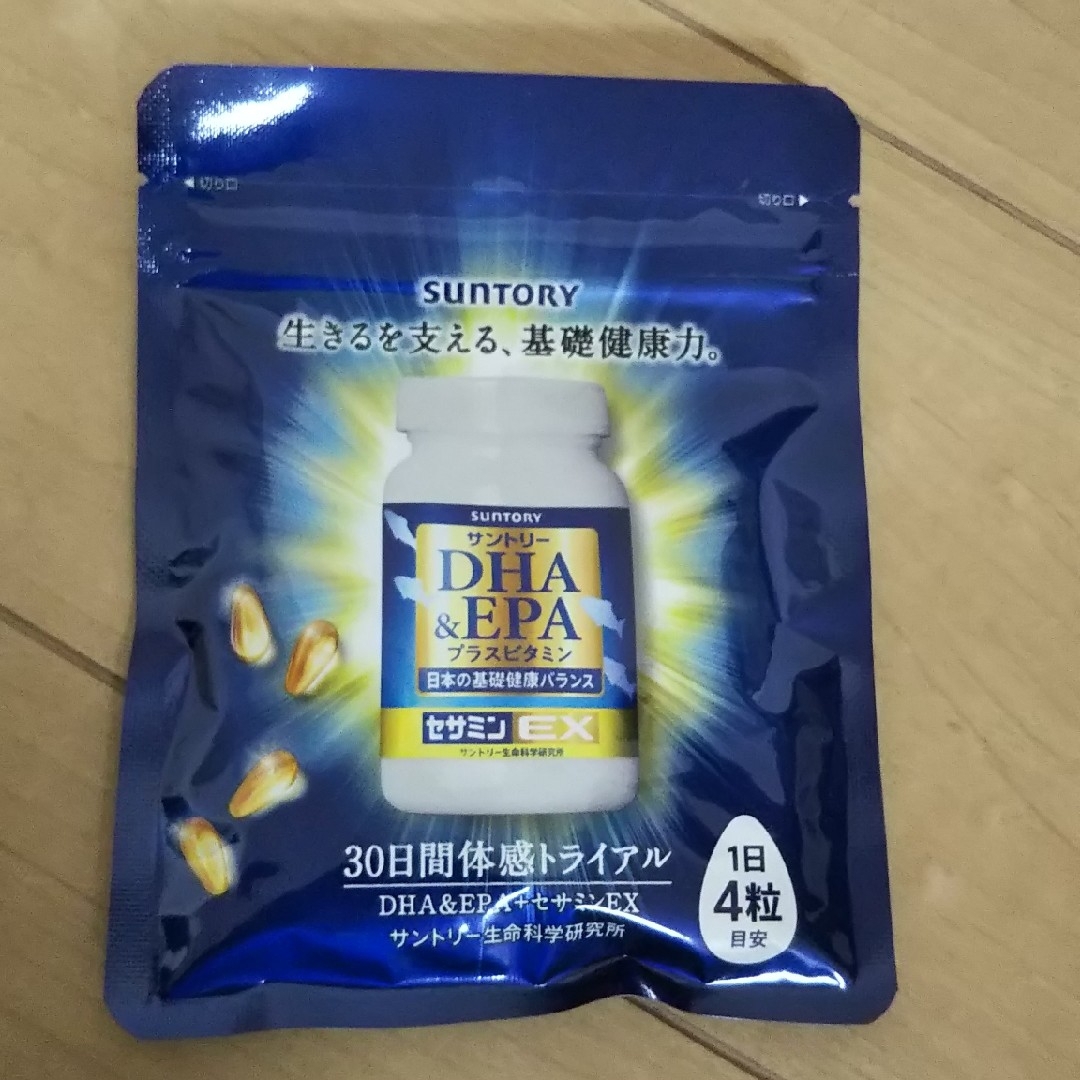 ◀切り口
切り口▶
SUNTORY
生きるを支える、基礎健康力。
SUNTORY
サントリー
DHA
&EPA
プラスビタミン
日本の基礎健康バランス
セサミン EX
サントリー生命科学研究所
30日間体感トライアル
DHA&EPA+セサミンEX
サントリー生命科学研究所
1日
4粒
目安